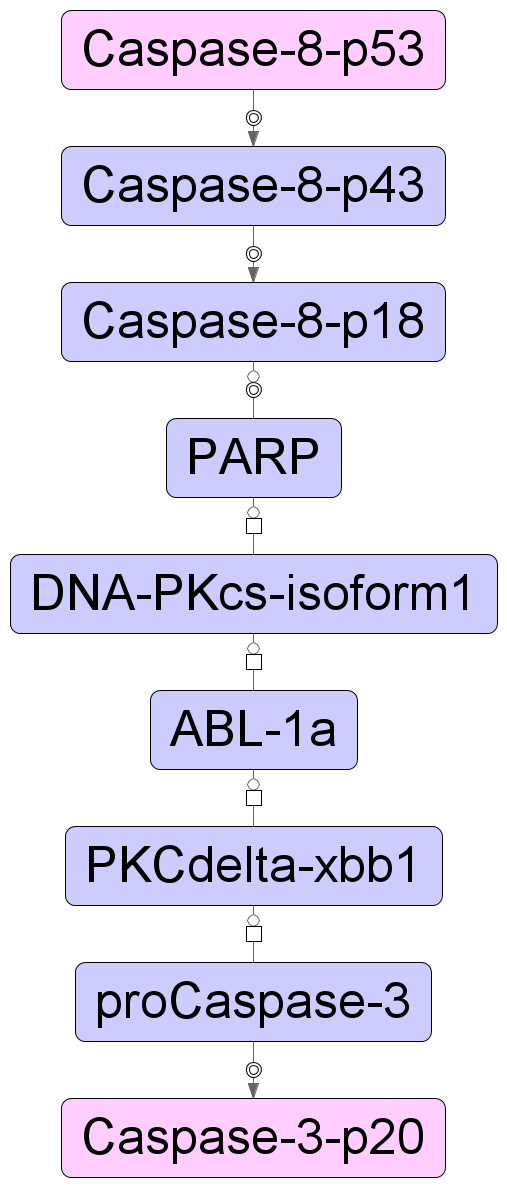 Caspase-8-p53
Caspase-8-p43
Caspase-8-p18
PARP
DNA-PKcs-isoform1
ABL-1a
PKCdelta-xbb1
proCaspase-3
Caspase-3-p20